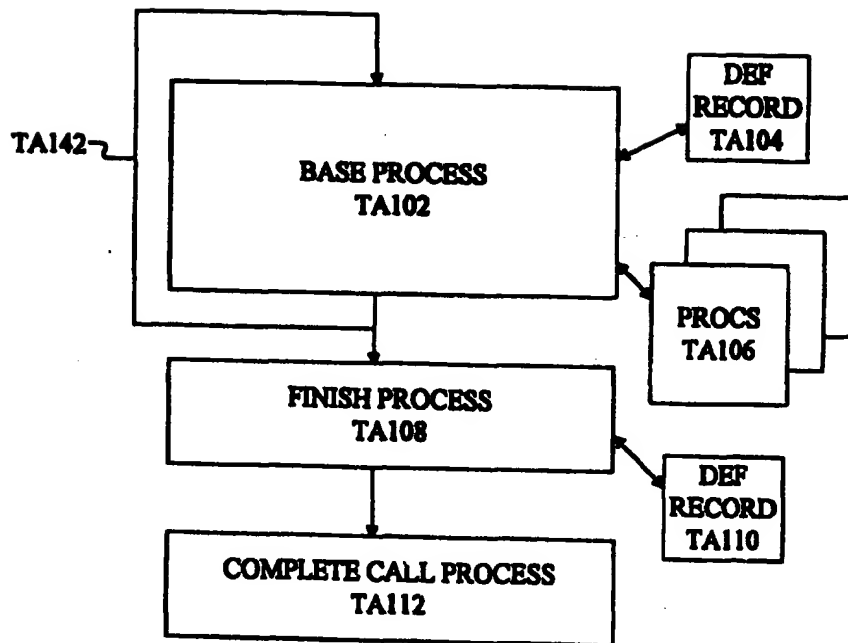 DEF
RECORD
TA104
TA142
BASE PROCESS
TA102
PROCS
TA106
FINISH PROCESS
TA108
DEF
RECORD
TA110
COMPLETE CALL PROCESS
TA112